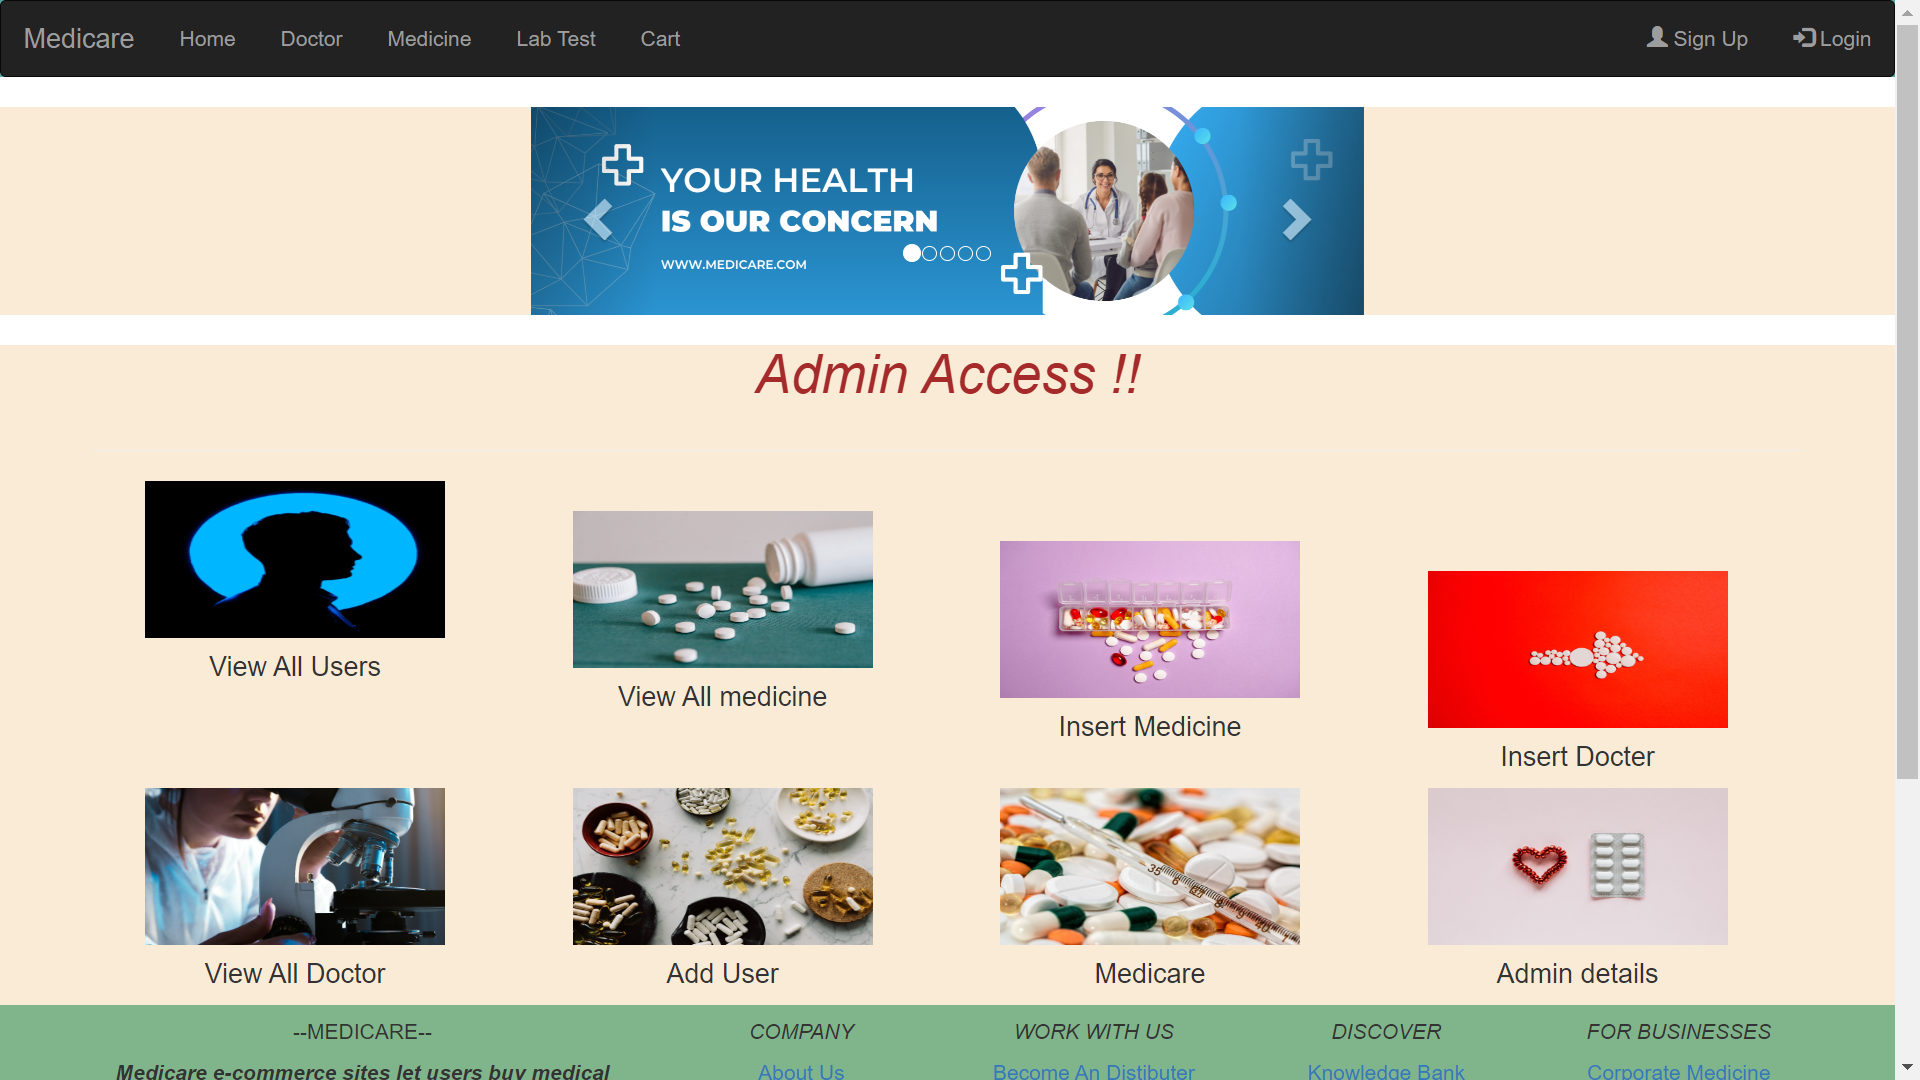 Medicare Home Doctor Medicine Lab Test Cart Sign Up Login
YOUR HEALTH
IS OUR CONCERN
WWW.MEDICARE.COM
Admin Access !!
View All Users
View All medicine
Insert Medicine
Insert Docter
View All Doctor
Add User
Medicare
Admin details
--MEDICARE-- COMPANY WORK WITH US DISCOVER FOR BUSINESSES
Medicare e-commerce sites let users buy medical About Us Become An Distibuter Knowledge Bank Corporate Medicine